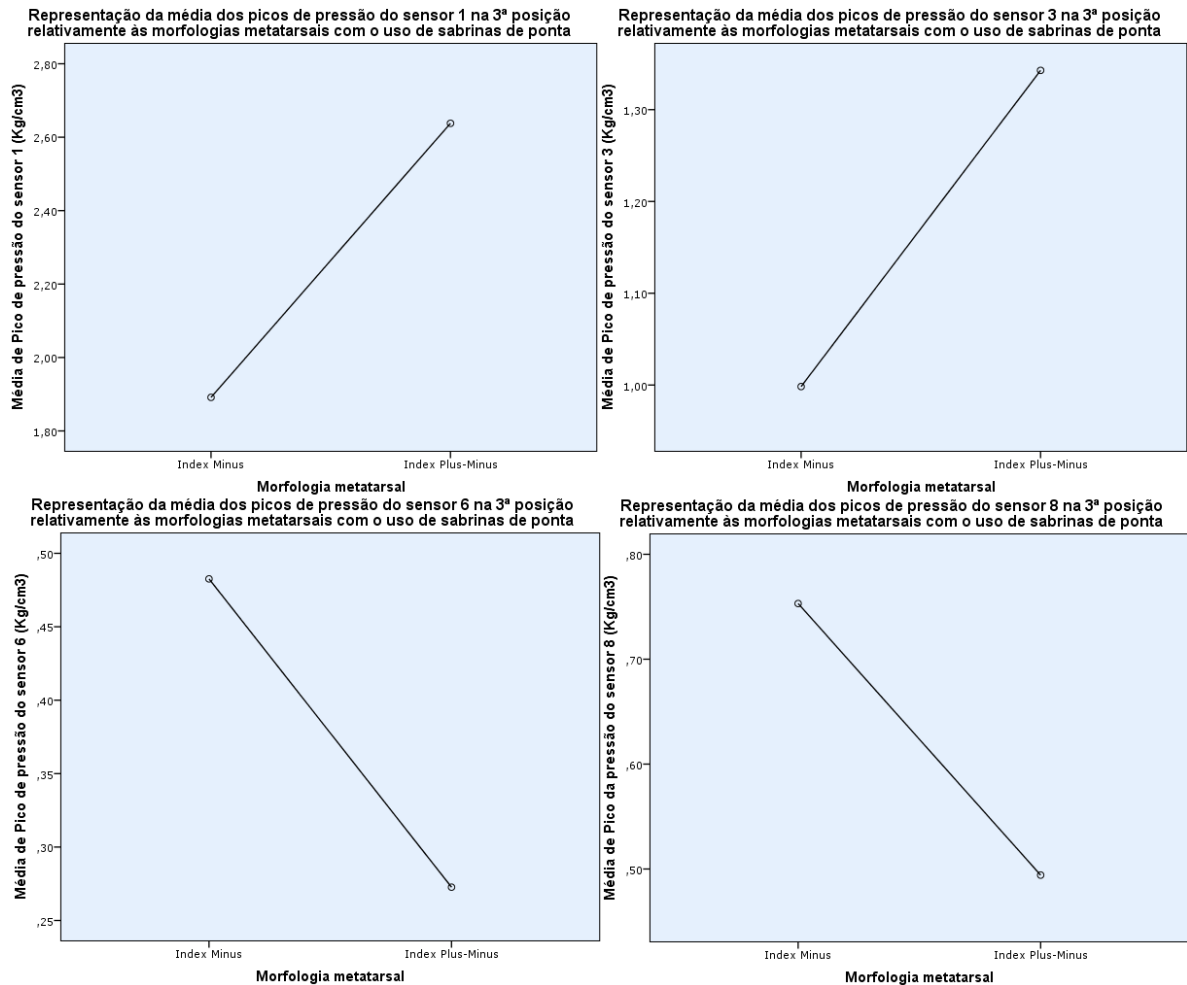 Representação da média dos picos de pressão do sensor 1 na 3ª posição
relativamente às morfologias metatarsais com o uso de sabrinas de ponta
Média de Pico de pressão do sensor 1 (Kg/cm3)
2,80
2,60
2,40
2,20
2,00
1,80
Index Minus
Index Plus-Minus
Morfologia metatarsal
Representação da média dos picos de pressão do sensor 3 na 3ª posição
relativamente às morfologias metatarsais com o uso de sabrinas de ponta
Média de Pico de pressão do sensor 3 (Kg/cm3)
1,30
1,20
1,10
1,00
Index Minus
Index Plus-Minus
Morfologia metatarsal
Representação da média dos picos de pressão do sensor 6 na 3ª posição
relativamente às morfologias metatarsais com o uso de sabrinas de ponta
Média de Pico de pressão do sensor 6 (Kg/cm3)
,50
,45
,40
,35
,30
,25
Index Minus
Index Plus-Minus
Morfologia metatarsal
Representação da média dos picos de pressão do sensor 8 na 3ª posição
relativamente às morfologias metatarsais com o uso de sabrinas de ponta
Média de Pico da pressão do sensor 8 (Kg/cm3)
,80
,70
,60
,50
Index Minus
Index Plus-Minus
Morfologia metatarsal